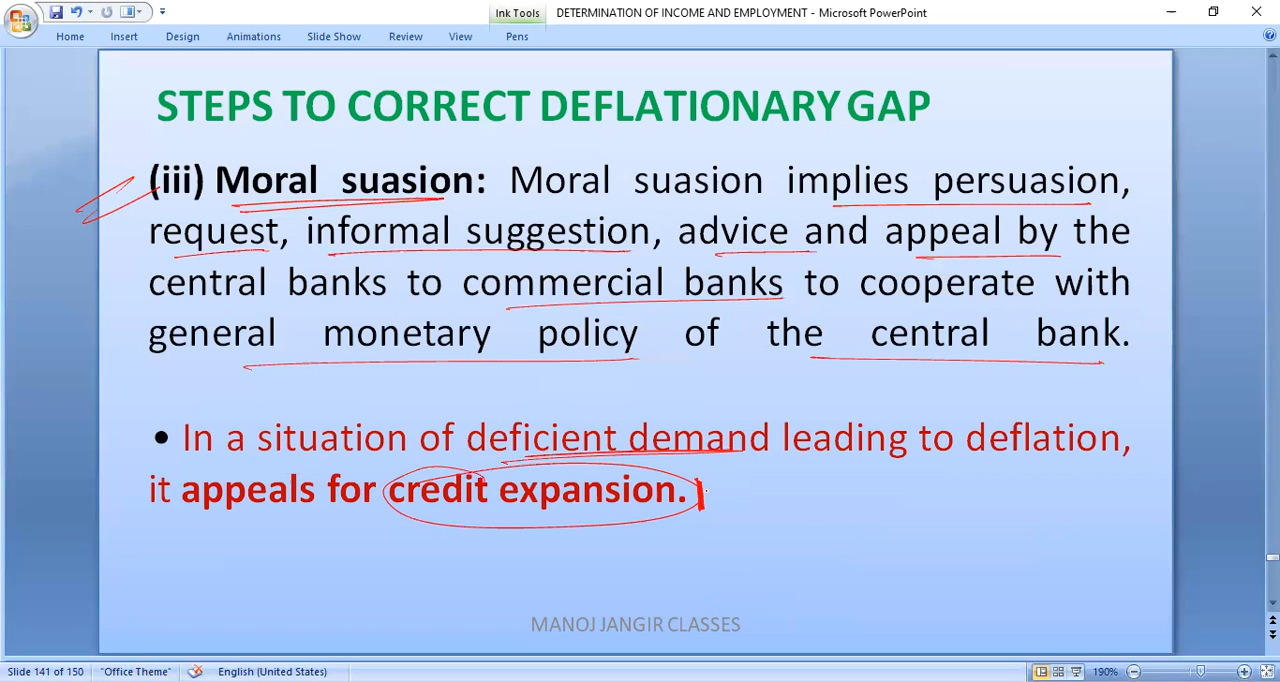 Ink Tools
DETERMINATION OF INCOME AND EMPLOYMENT - Microsoft PowerPoint
Home Insert Design Animations Slide Show Review View Pens
STEPS TO CORRECT DEFLATIONARY GAP
(iii) Moral suasion: Moral suasion implies persuasion,
request, informal suggestion, advice and appeal by the
central banks to commercial banks to cooperate with
general monetary policy of the central bank.
• In a situation of deficient demand leading to deflation,
it appeals for credit expansion.
MANOJ JANGIR CLASSES
Slide 141 of 150 "Office Theme" English (United States) 190%